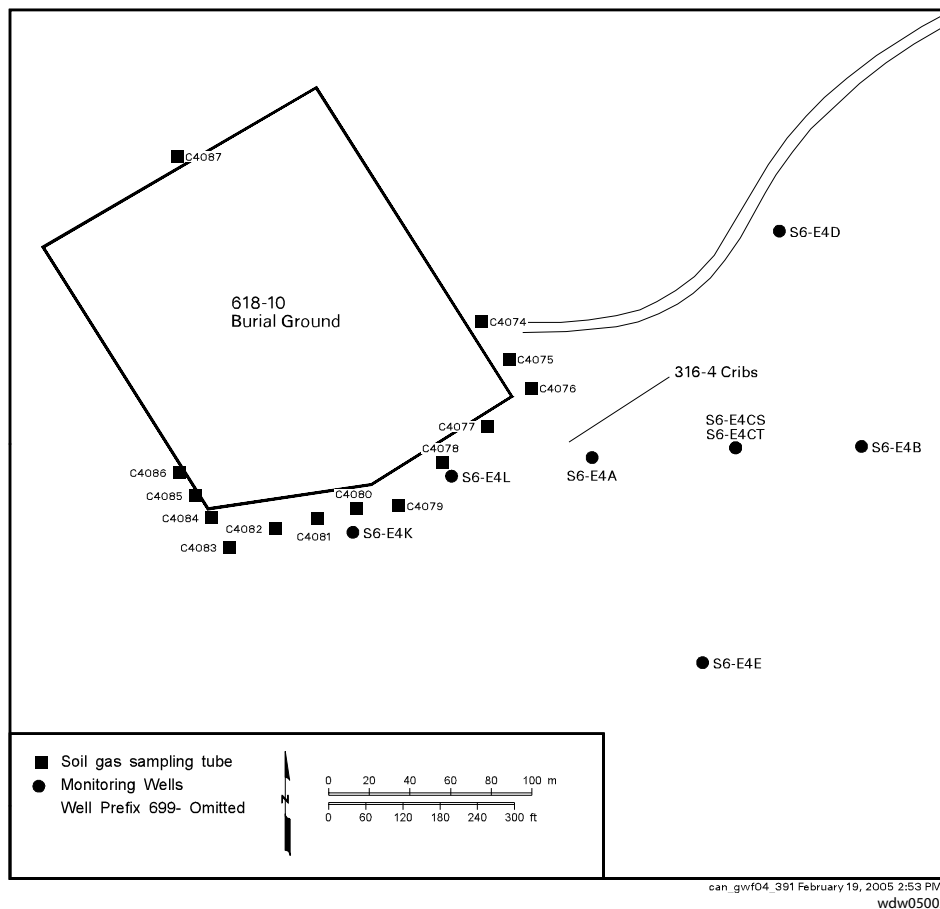 C4087
S6-E4D
618-10
Burial Ground
C4074
C4075
C4076
316-4 Cribs
C4077
S6-E4CS
S6-E4CT
S6-E4B
C4078
C4086
S6-E4L
S6-E4A
C4085
C4080
C4079
C4084
C4082
C4081
S6-E4K
C4083
S6-E4E
Soil gas sampling tube
Monitoring Wells
Well Prefix 699- Omitted
N
0 20 40 60 80 100 m
0 60 120 180 240 300 ft
can_gwf04_391 February 19, 2005 2:53 PM
wdw0500